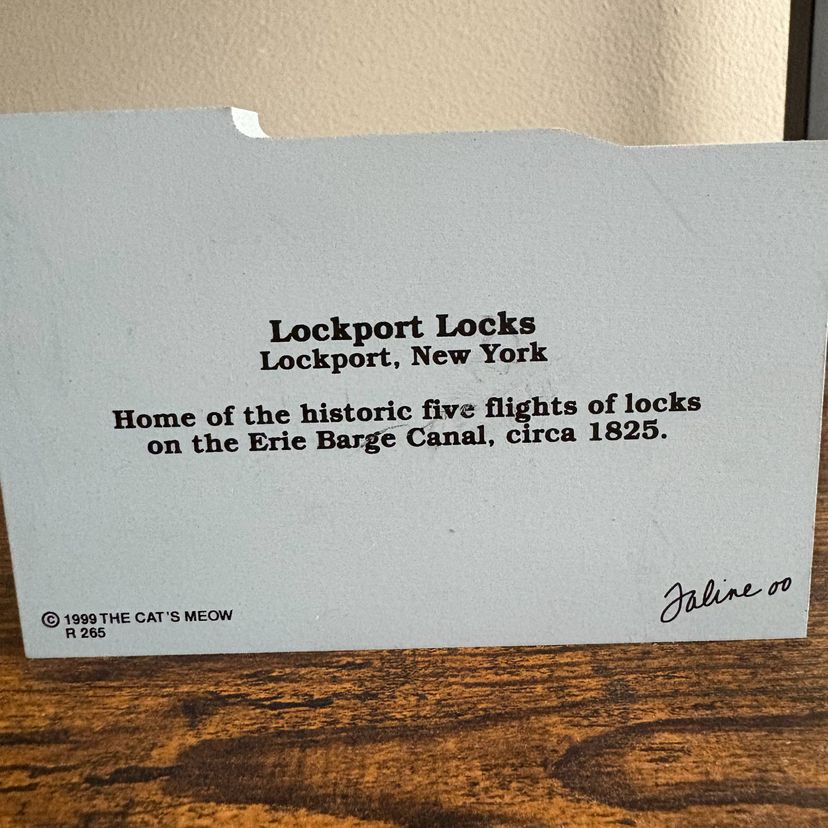 Lockport Locks
Lockport, New York
Home of the historic five flights of locks
on the Erie Barge Canal, circa 1825.
© 1999 THE CAT'S MEOW
R 265
Faline 00